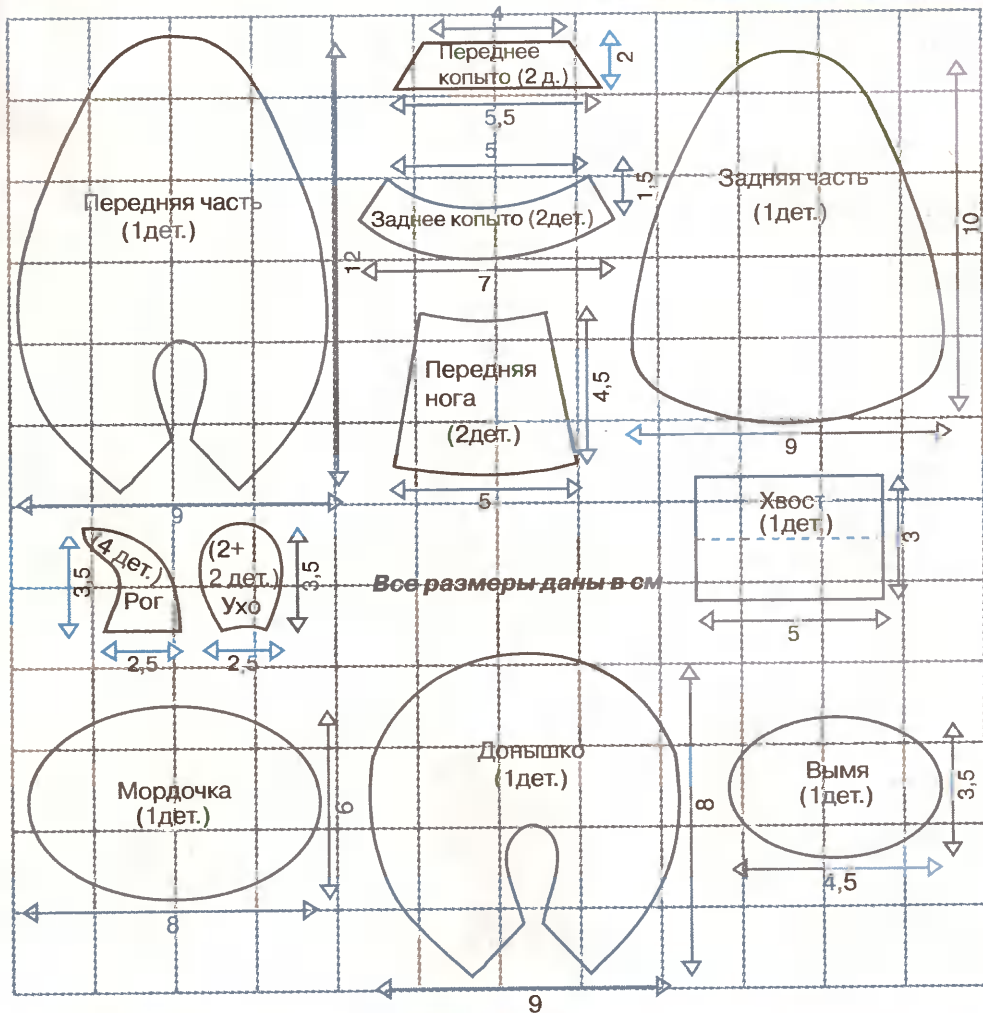 4
Переднее
копыто (2 д.)
2
5,5
Передняя часть
(1дет.)
12
9
5
Заднее копыто (2дет.)
1,5
7
Задняя часть
(1дет.)
10
9
Передняя
нога
(2дет.)
4,5
5
Хвост
(1дет.)
3
5
(4 дет.)
Рог
3,5
2,5
(2+
2 дет.)
Ухо
3,5
2,5
Все размеры даны в см
Мордочка
(1дет.)
6
8
Донышко
(1дет.)
8
9
Вымя
(1дет.)
3,5
4,5